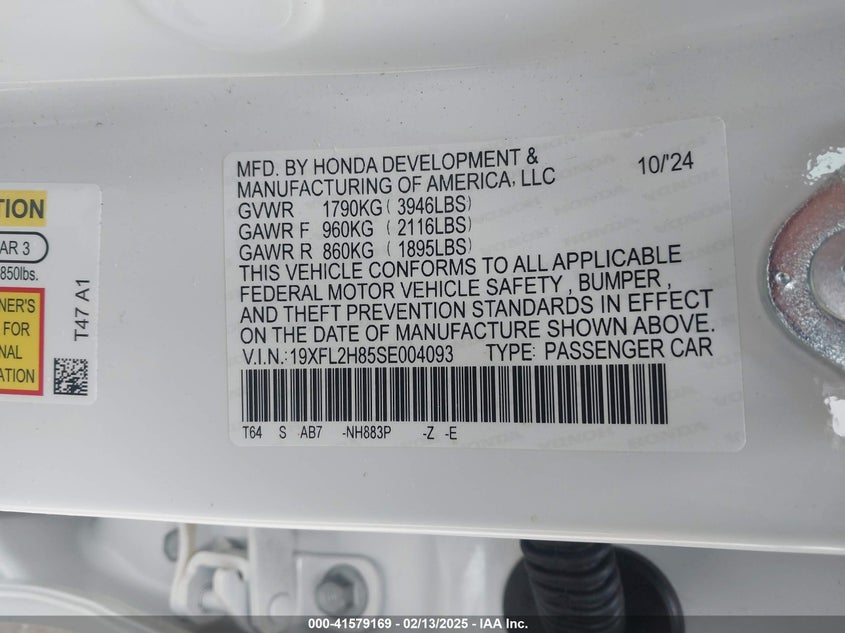 MFD. BY HONDA DEVELOPMENT & MANUFACTURING OF AMERICA, LLC 10/'24
GVWR 1790KG ( 3946LBS)
GAWR F 960KG ( 2116LBS)
GAWR R 860KG ( 1895LBS)
THIS VEHICLE CONFORMS TO ALL APPLICABLE
FEDERAL MOTOR VEHICLE SAFETY , BUMPER ,
AND THEFT PREVENTION STANDARDS IN EFFECT
ON THE DATE OF MANUFACTURE SHOWN ABOVE.
V.I.N.:19XFL2H85SE004093 TYPE: PASSENGER CAR
T64 S AB7 -NH883P -Z -E
TION
AR 3
850lbs.
NER'S
FOR
NAL
ATION
T47 A1
000-41579169 - 02/13/2025 - IAA Inc.